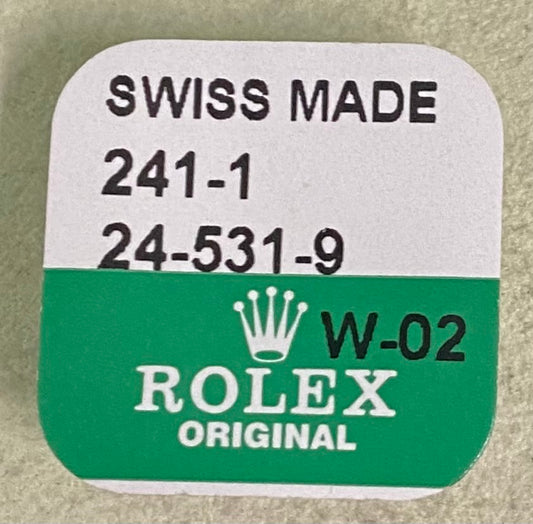 SWISS MADE
241-1
24-531-9
W-02
ROLEX
ORIGINAL